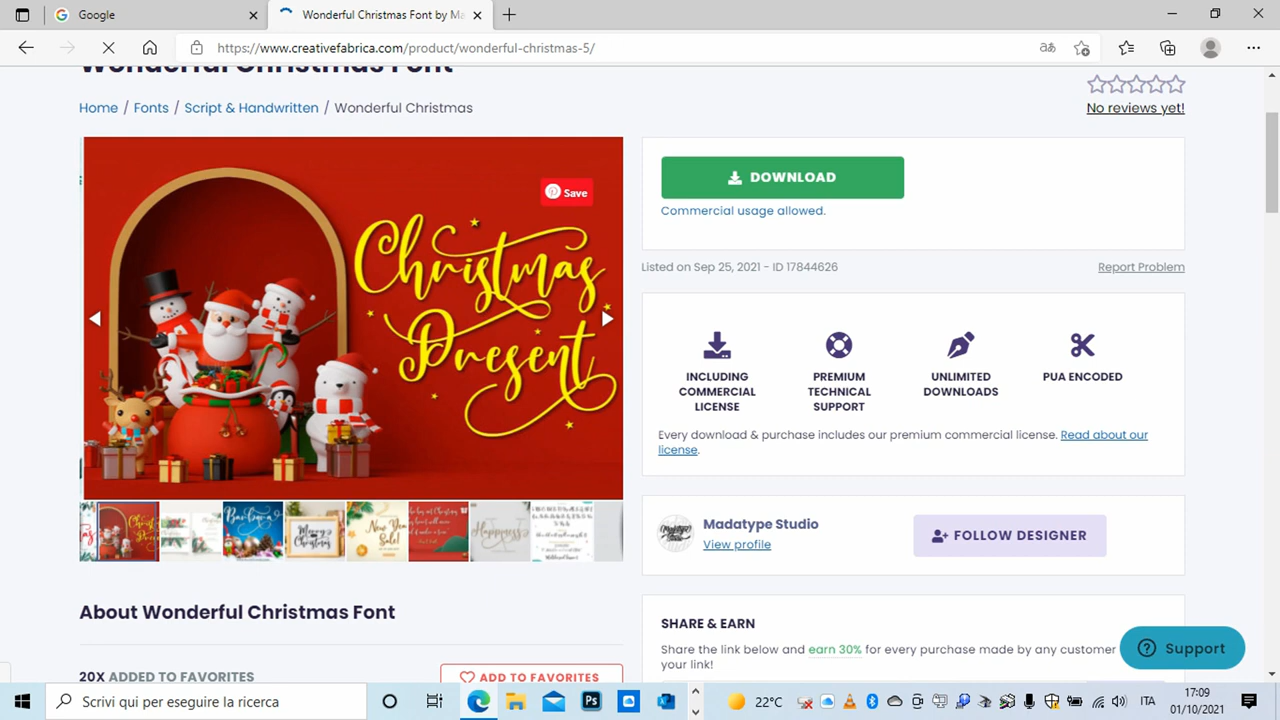 Google
Wonderful Christmas Font by Ma
https://www.creativefabrica.com/product/wonderful-christmas-5/
Wonderful Christmas Font
Home / Fonts / Script & Handwritten / Wonderful Christmas
No reviews yet!
Save
Christmas
Present
DOWNLOAD
Commercial usage allowed.
Listed on Sep 25, 2021 - ID 17844626
Report Problem
INCLUDING
COMMERCIAL
LICENSE
PREMIUM
TECHNICAL
SUPPORT
UNLIMITED
DOWNLOADS
PUA ENCODED
Every download & purchase includes our premium commercial license. Read about our
license.
Madatype Studio
View profile
FOLLOW DESIGNER
About Wonderful Christmas Font
20X ADDED TO FAVORITES
ADD TO FAVORITES
SHARE & EARN
Share the link below and earn 30% for every purchase made by any customer
your link!
Support
Scrivi qui per eseguire la ricerca
22°C
ITA
17:09
01/10/2021